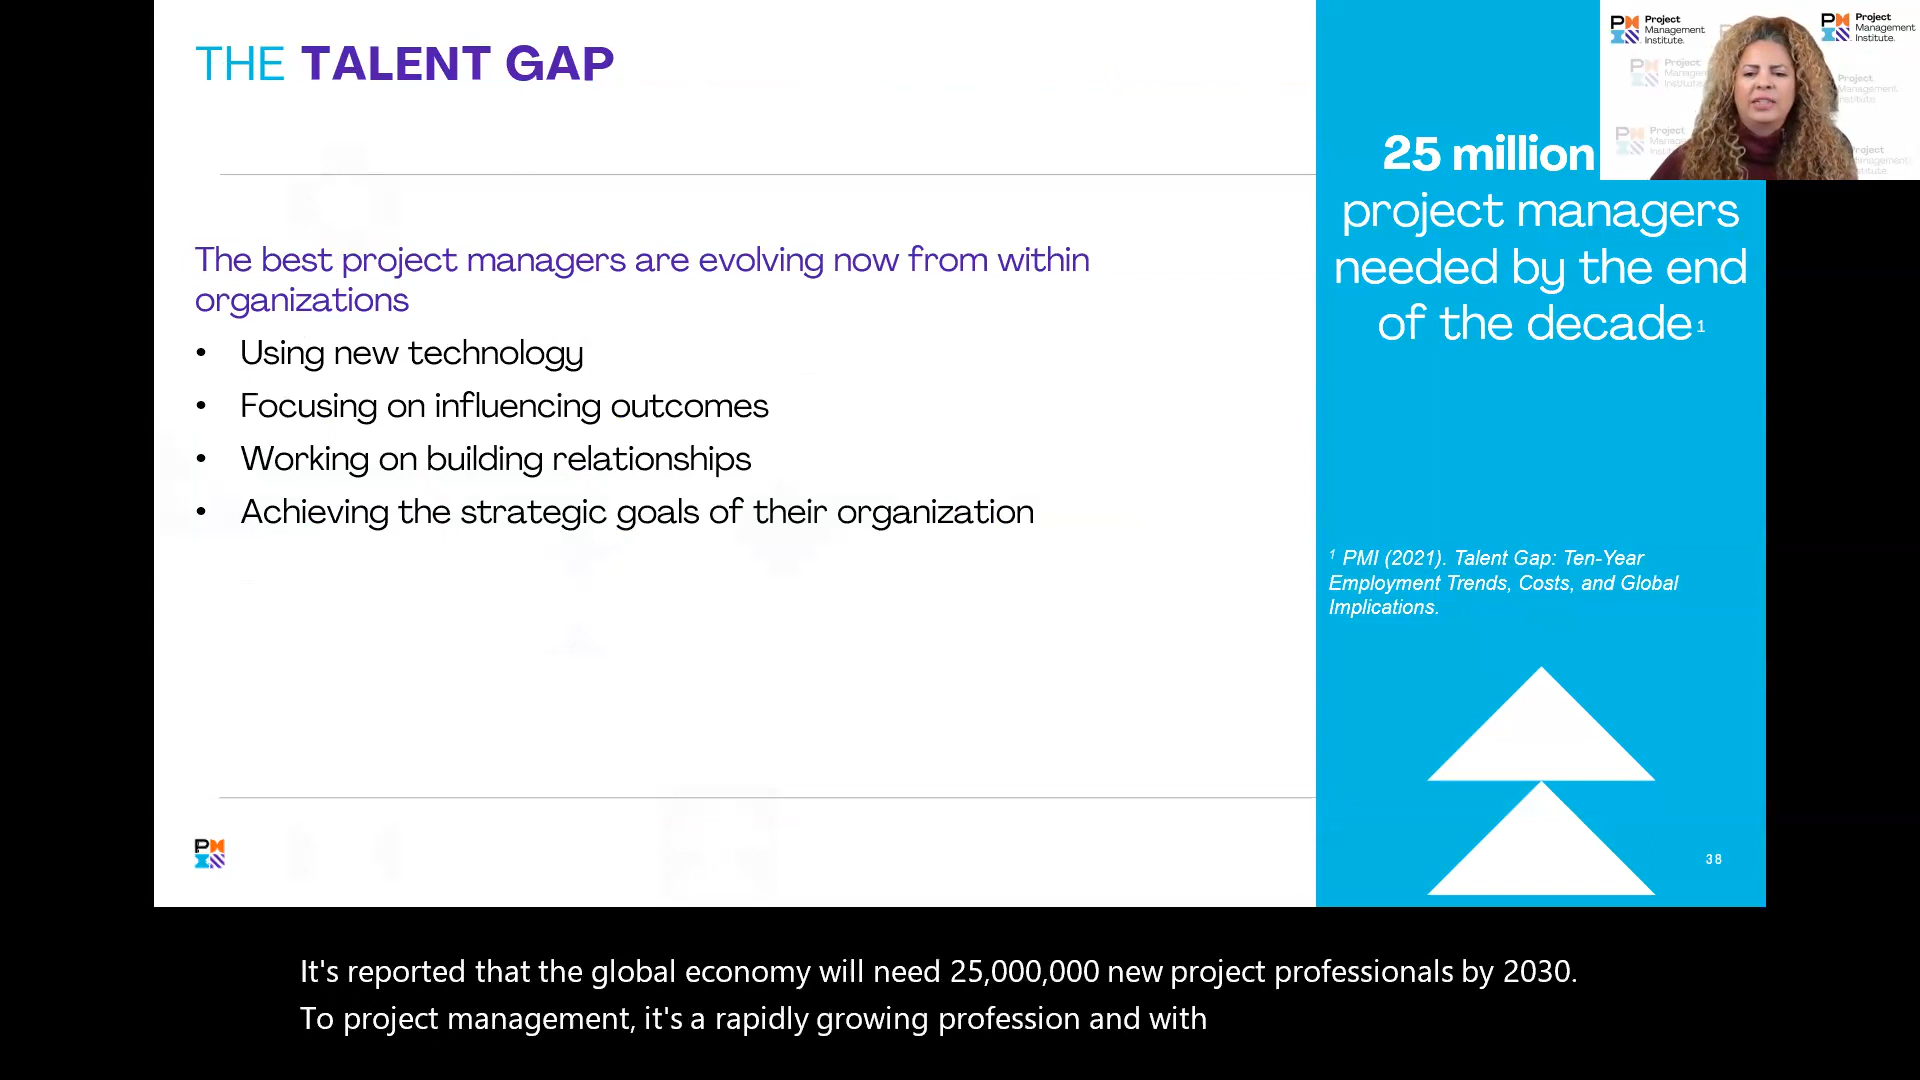 THE TALENT GAP
The best project managers are evolving now from within
organizations
• Using new technology
• Focusing on influencing outcomes
• Working on building relationships
• Achieving the strategic goals of their organization
25 million
project managers
needed by the end
of the decade¹
¹ PMI (2021). Talent Gap: Ten-Year
Employment Trends, Costs, and Global
Implications.
38
Project
Management
Institute.
Project
Management
Institute.
It's reported that the global economy will need 25,000,000 new project professionals by 2030.
To project management, it's a rapidly growing profession and with